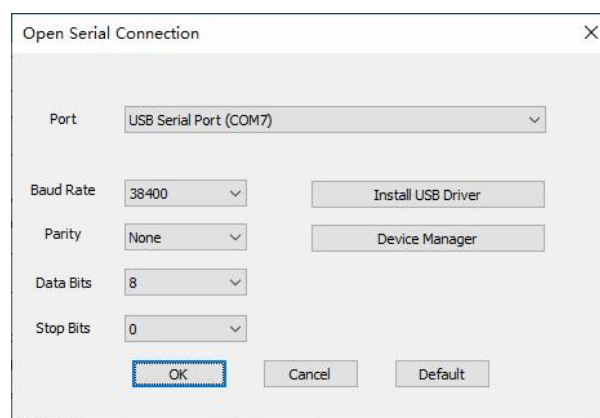 Open Serial Connection
Port USB Serial Port (COM7)
Baud Rate 38400 Install USB Driver
Parity None Device Manager
Data Bits 8
Stop Bits 0
OK Cancel Default